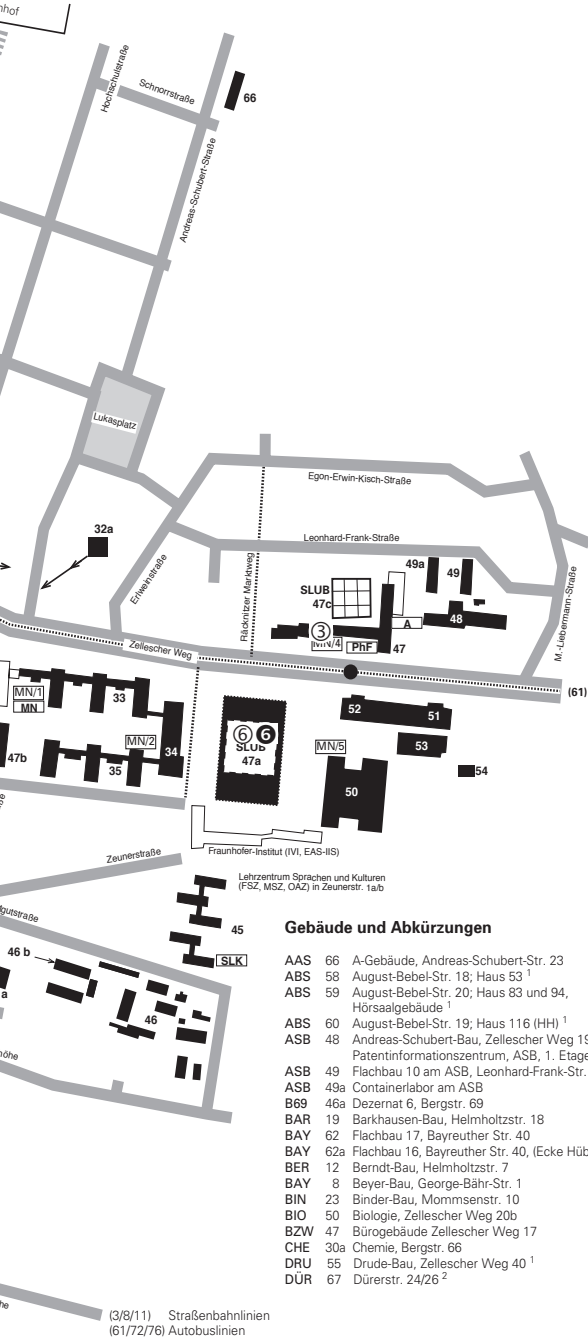 nhof
Hochschulstraße
Schnorrstraße
66
Andreas-Schubert-Straße
Lukasplatz
Egon-Erwin-Kisch-Straße
32a
Leonhard-Frank-Straße
Erlweinstraße
Räcknitzer Marktweg
M.-Liebermann-Straße
49a
49
SLUB
47c
48
A
3
MN/4
PhF
47
Zellescher Weg
(61)
MN/1
MN
33
52
51
MN/2
6 6
SLUB
47a
MN/5
53
34
47b
35
54
50
Fraunhofer-Institut (IVI, EAS-IIS)
Zeunerstraße
Lehrzentrum Sprachen und Kulturen
(FSZ, MSZ, OAZ) in Zeunerstr. 1a/b
gutstraße
45
46 b
SLK
a
46
höhe
Gebäude und Abkürzungen
AAS 66 A-Gebäude, Andreas-Schubert-Str. 23
ABS 58 August-Bebel-Str. 18; Haus 53 1
ABS 59 August-Bebel-Str. 20; Haus 83 und 94,
Hörsaalgebäude 1
ABS 60 August-Bebel-Str. 19; Haus 116 (HH) 1
ASB 48 Andreas-Schubert-Bau, Zellescher Weg 19
Patentinformationszentrum, ASB, 1. Etage
ASB 49 Flachbau 10 am ASB, Leonhard-Frank-Str.
ASB 49a Containerlabor am ASB
B69 46a Dezernat 6, Bergstr. 69
BAR 19 Barkhausen-Bau, Helmholtzstr. 18
BAY 62 Flachbau 17, Bayreuther Str. 40
BAY 62a Flachbau 16, Bayreuther Str. 40, (Ecke Hüb
BER 12 Berndt-Bau, Helmholtzstr. 7
BAY 8 Beyer-Bau, George-Bähr-Str. 1
BIN 23 Binder-Bau, Mommsenstr. 10
BIO 50 Biologie, Zellescher Weg 20b
BZW 47 Bürogebäude Zellescher Weg 17
CHE 30a Chemie, Bergstr. 66
DRU 55 Drude-Bau, Zellescher Weg 40 1
DÜR 67 Dürerstr. 24/26 2
he
(3/8/11) Straßenbahnlinien
(61/72/76) Autobuslinien